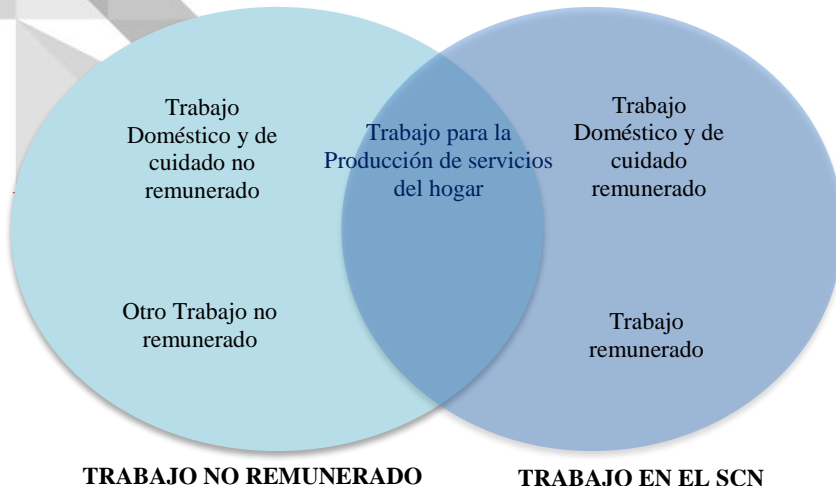 Trabajo
Doméstico y de
cuidado no
remunerado
Otro Trabajo no
remunerado
Trabajo para la
Producción de servicios
del hogar
Trabajo
Doméstico y de
cuidado
remunerado
Trabajo
remunerado
TRABAJO NO REMUNERADO
TRABAJO EN EL SCN